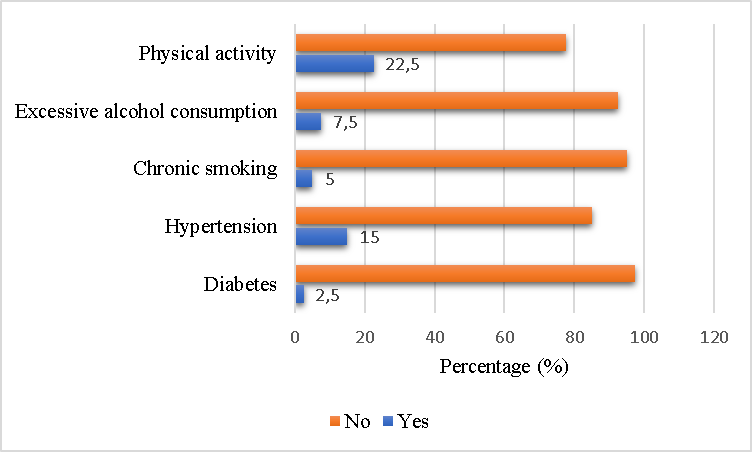 Physical activity
22,5
Excessive alcohol consumption
7,5
Chronic smoking
5
Hypertension
15
Diabetes
2,5
0 20 40 60 80 100 120
Percentage (%)
No Yes